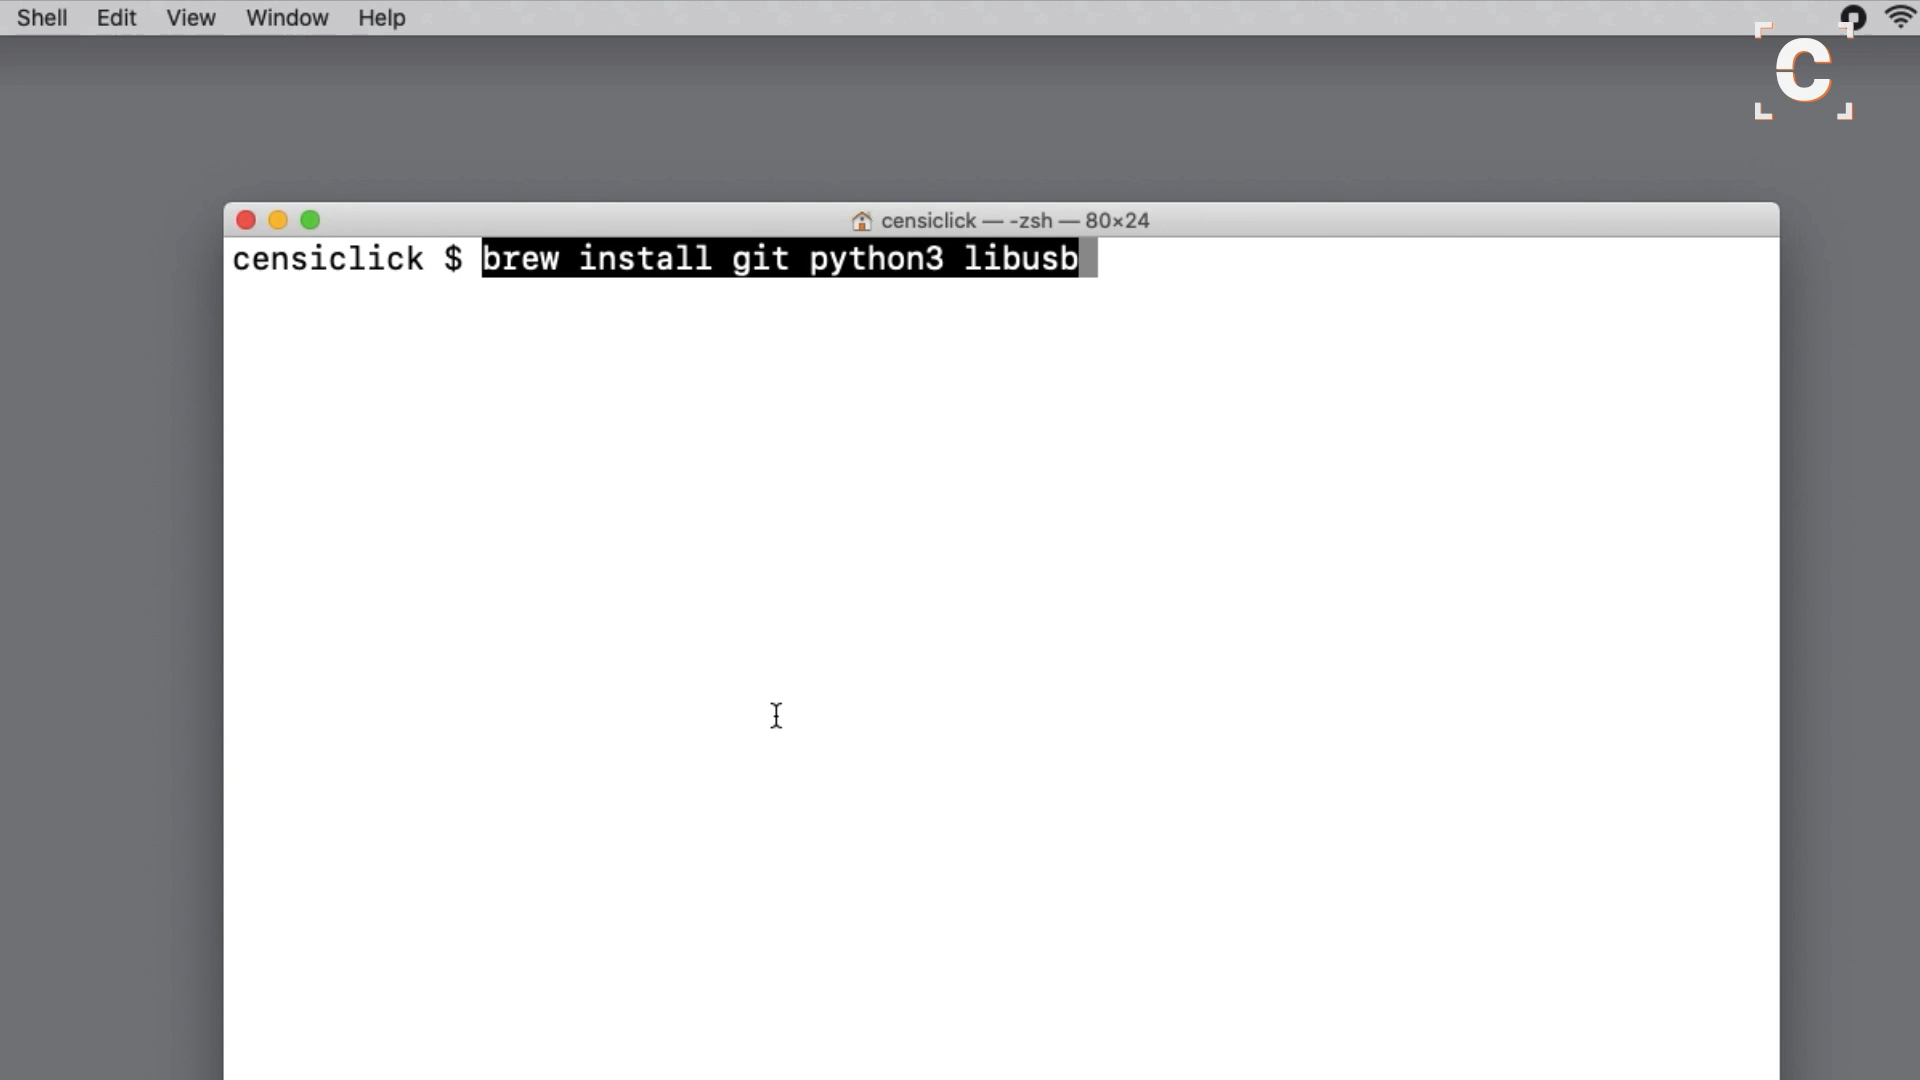 Shell Edit View Window Help
C
censiclick — -zsh — 80×24
censiclick $ brew install git python3 libusb